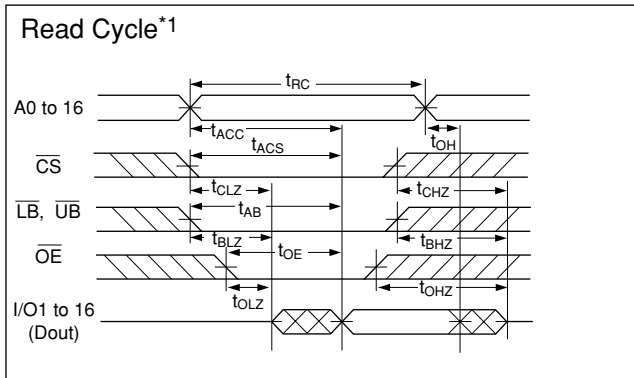 Read Cycle*1
tRC
A0 to 16
tACC
tOH
tACS
CS
tCLZ
tCHZ
tAB
LB, UB
tBLZ
tBHZ
tOE
OE
tOLZ
tOHZ
I/O1 to 16
(Dout)